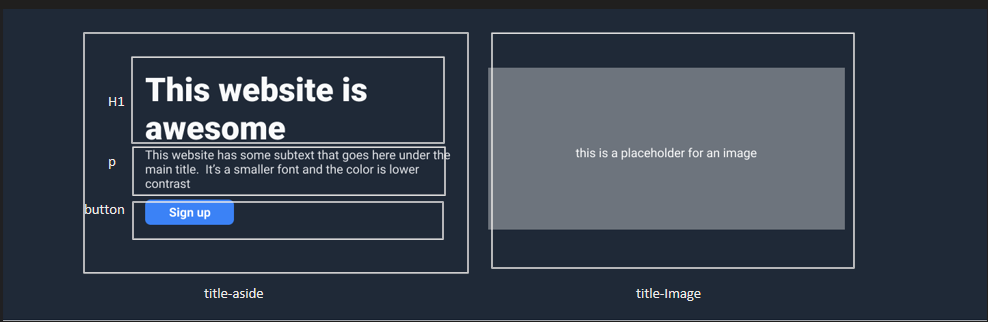 H1
This website is
awesome
p
This website has some subtext that goes here under the
main title. It's a smaller font and the color is lower
contrast
button
Sign up
title-aside
this is a placeholder for an image
title-Image